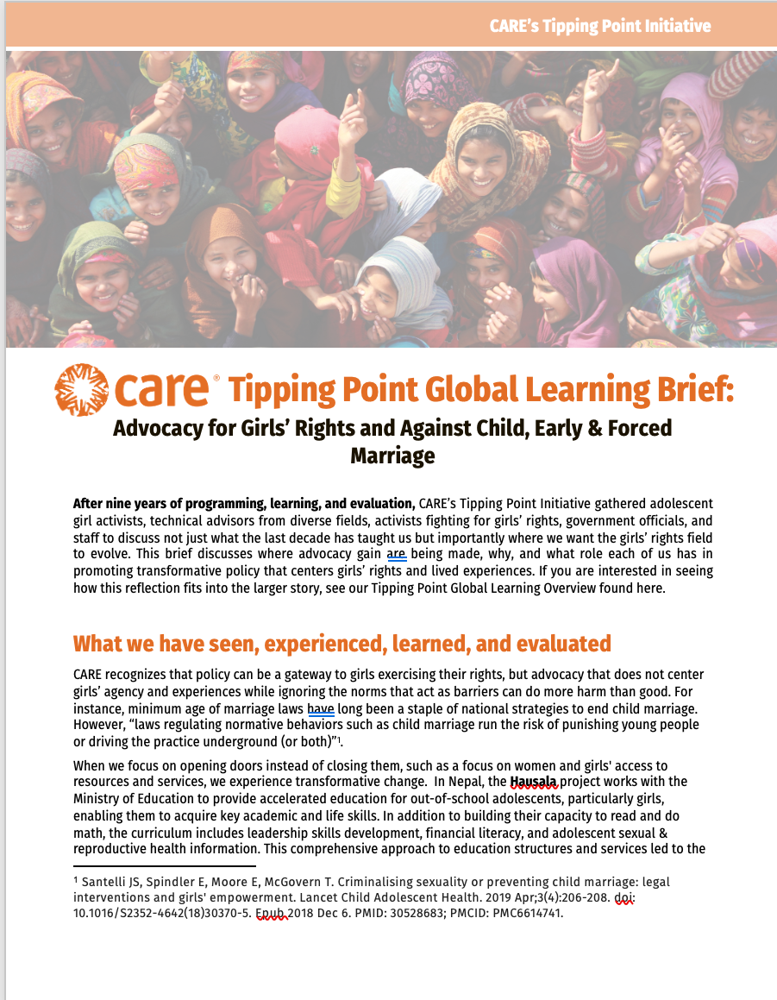 CARE's Tipping Point Initiative
care® Tipping Point Global Learning Brief:
Advocacy for Girls' Rights and Against Child, Early & Forced
Marriage
After nine years of programming, learning, and evaluation, CARE's Tipping Point Initiative gathered adolescent
girl activists, technical advisors from diverse fields, activists fighting for girls' rights, government officials, and
staff to discuss not just what the last decade has taught us but importantly where we want the girls' rights field
to evolve. This brief discusses where advocacy gain are being made, why, and what role each of us has in
promoting transformative policy that centers girls' rights and lived experiences. If you are interested in seeing
how this reflection fits into the larger story, see our Tipping Point Global Learning Overview found here.
What we have seen, experienced, learned, and evaluated
CARE recognizes that policy can be a gateway to girls exercising their rights, but advocacy that does not center
girls' agency and experiences while ignoring the norms that act as barriers can do more harm than good. For
instance, minimum age of marriage laws have long been a staple of national strategies to end child marriage.
However, “laws regulating normative behaviors such as child marriage run the risk of punishing young people
or driving the practice underground (or both)”¹.
When we focus on opening doors instead of closing them, such as a focus on women and girls' access to
resources and services, we experience transformative change. In Nepal, the Hausala project works with the
Ministry of Education to provide accelerated education for out-of-school adolescents, particularly girls,
enabling them to acquire key academic and life skills. In addition to building their capacity to read and do
math, the curriculum includes leadership skills development, financial literacy, and adolescent sexual &
reproductive health information. This comprehensive approach to education structures and services led to the
¹ Santelli JS, Spindler E, Moore E, McGovern T. Criminalising sexuality or preventing child marriage: legal
interventions and girls' empowerment. Lancet Child Adolescent Health. 2019 Apr;3(4):206-208. doi:
10.1016/S2352-4642(18)30370-5. Epub 2018 Dec 6. PMID: 30528683; PMCID: PMC6614741.